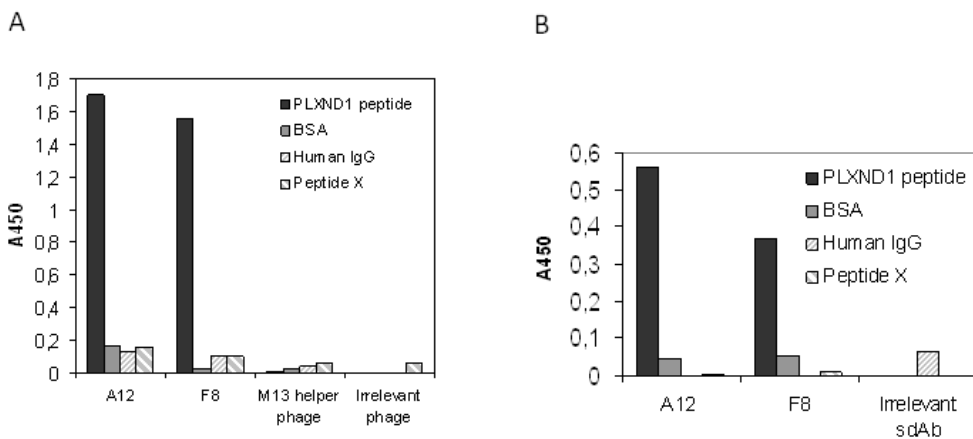 A
1,8
1,6
1,4
1,2
1
0,8
0,6
0,4
0,2
0
A450
PLXND1 peptide
BSA
Human IgG
Peptide X
A12
F8
M13 helper
phage
Irrelevant
phage
B
0,6
0,5
0,4
0,3
0,2
0,1
0
A450
PLXND1 peptide
BSA
Human IgG
Peptide X
A12
F8
Irrelevant
sdAb